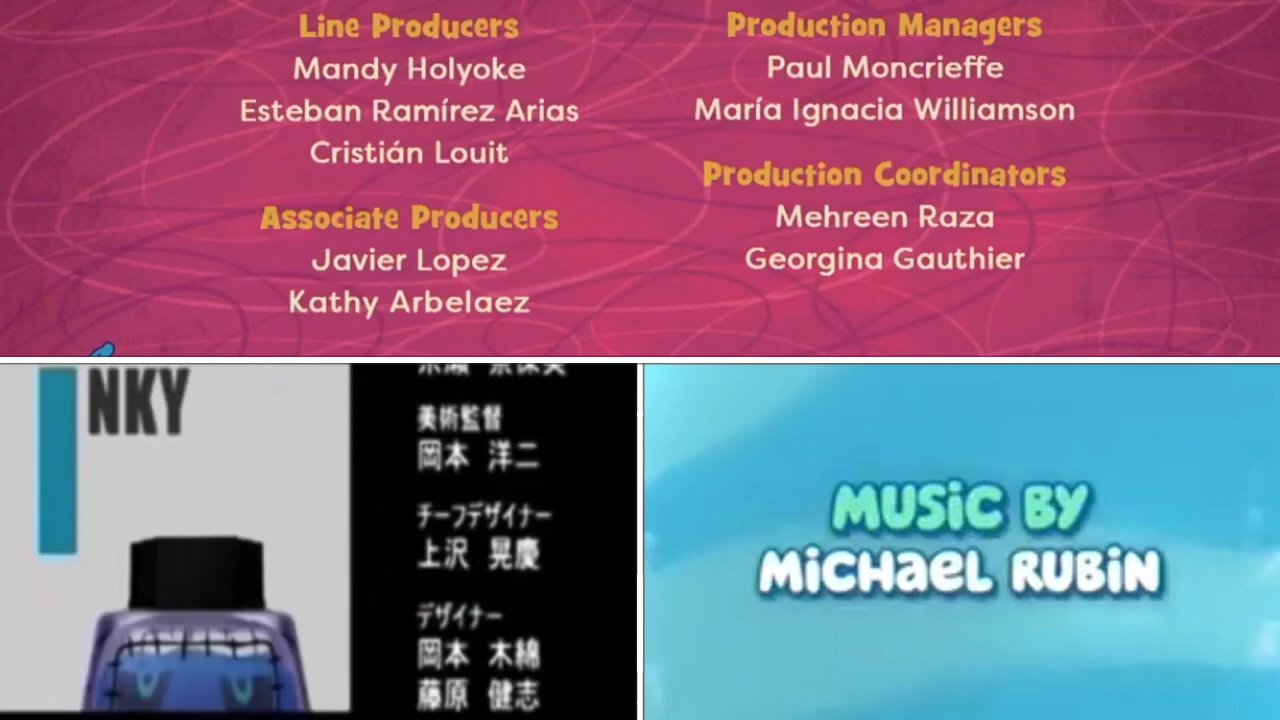 Line Producers
Mandy Holyoke
Esteban Ramírez Arias
Cristián Louit
Associate Producers
Javier Lopez
Kathy Arbelaez
Production Managers
Paul Moncrieffe
María Ignacia Williamson
Production Coordinators
Mehreen Raza
Georgina Gauthier
NKY
美術監督
岡本 洋二
チーフデザイナー
上沢 晃慶
デザイナー
岡本 木綿
藤原 健志
MUSIC BY
MICHAEL RUBIN